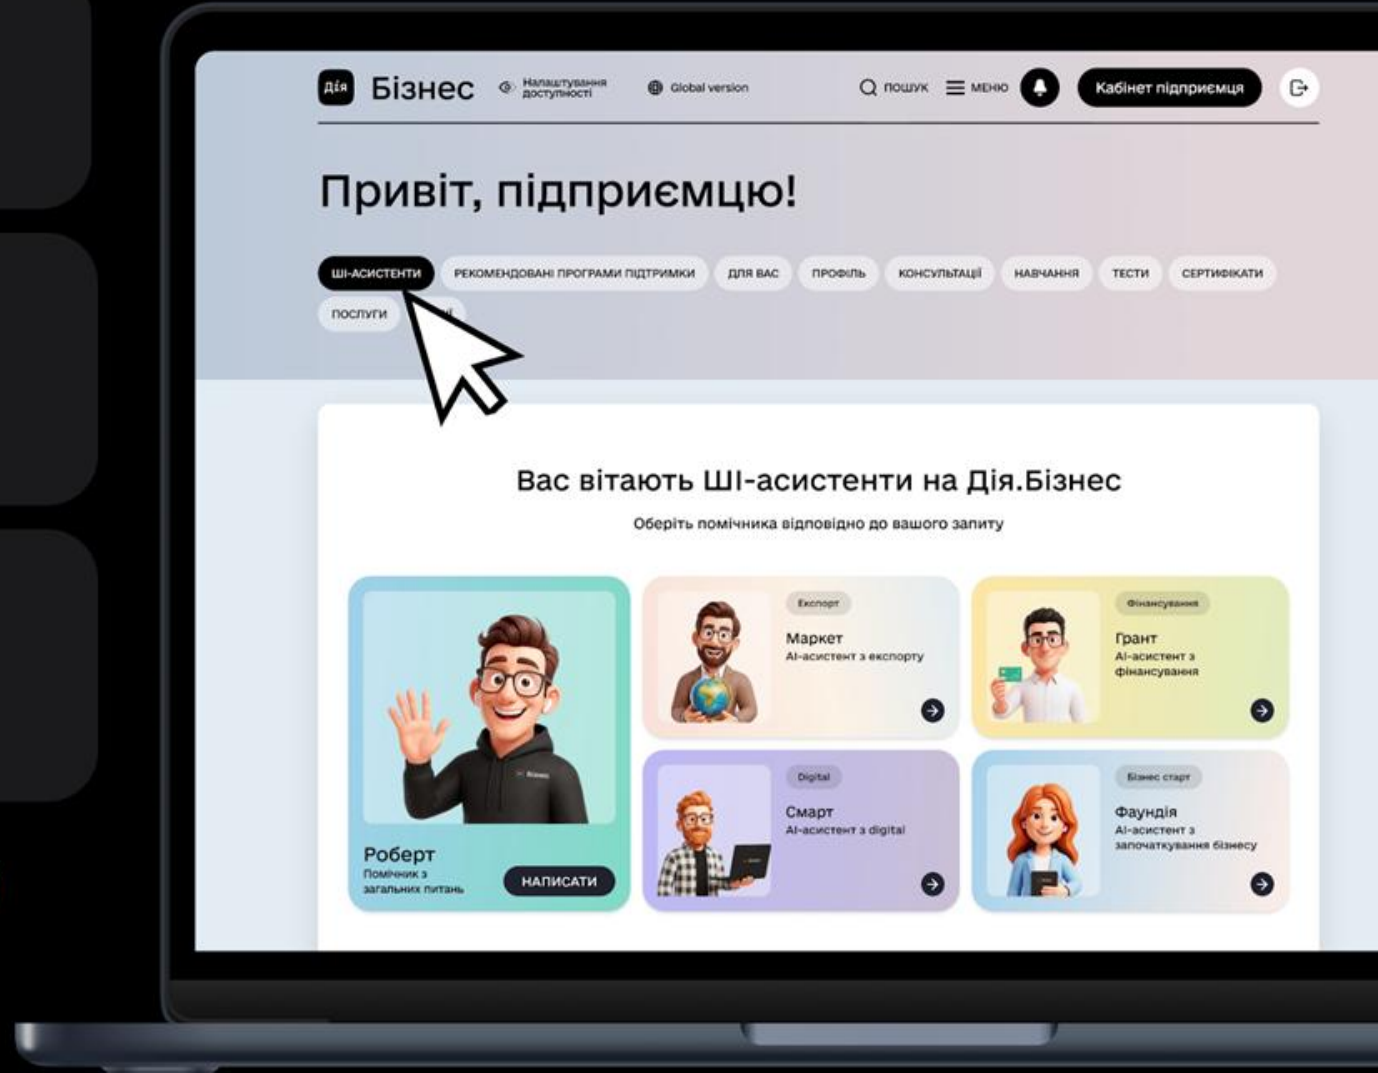 Дія Бізнес
Налаштування
доступності
Global version
ПОШУК
МЕНЮ
Кабінет підприємця
Привіт, підприємцю!
ШІ-АСИСТЕНТИ
РЕКОМЕНДОВАНІ ПРОГРАМИ ПІДТРИМКИ
ДЛЯ ВАС
ПРОФІЛЬ
КОНСУЛЬТАЦІЇ
НАВЧАННЯ
ТЕСТИ
СЕРТИФІКАТИ
ПОСЛУГИ
Вас вітають ШІ-асистенти на Дія.Бізнес
Оберіть помічника відповідно до вашого запиту
Роберт
Помічник з
загальних питань
НАПИСАТИ
Експорт
Маркет
AI-асистент з експорту
Фінансування
Грант
AI-асистент з
фінансування
Digital
Смарт
AI-асистент з digital
Бізнес старт
Фаундія
AI-асистент з
започаткування бізнесу